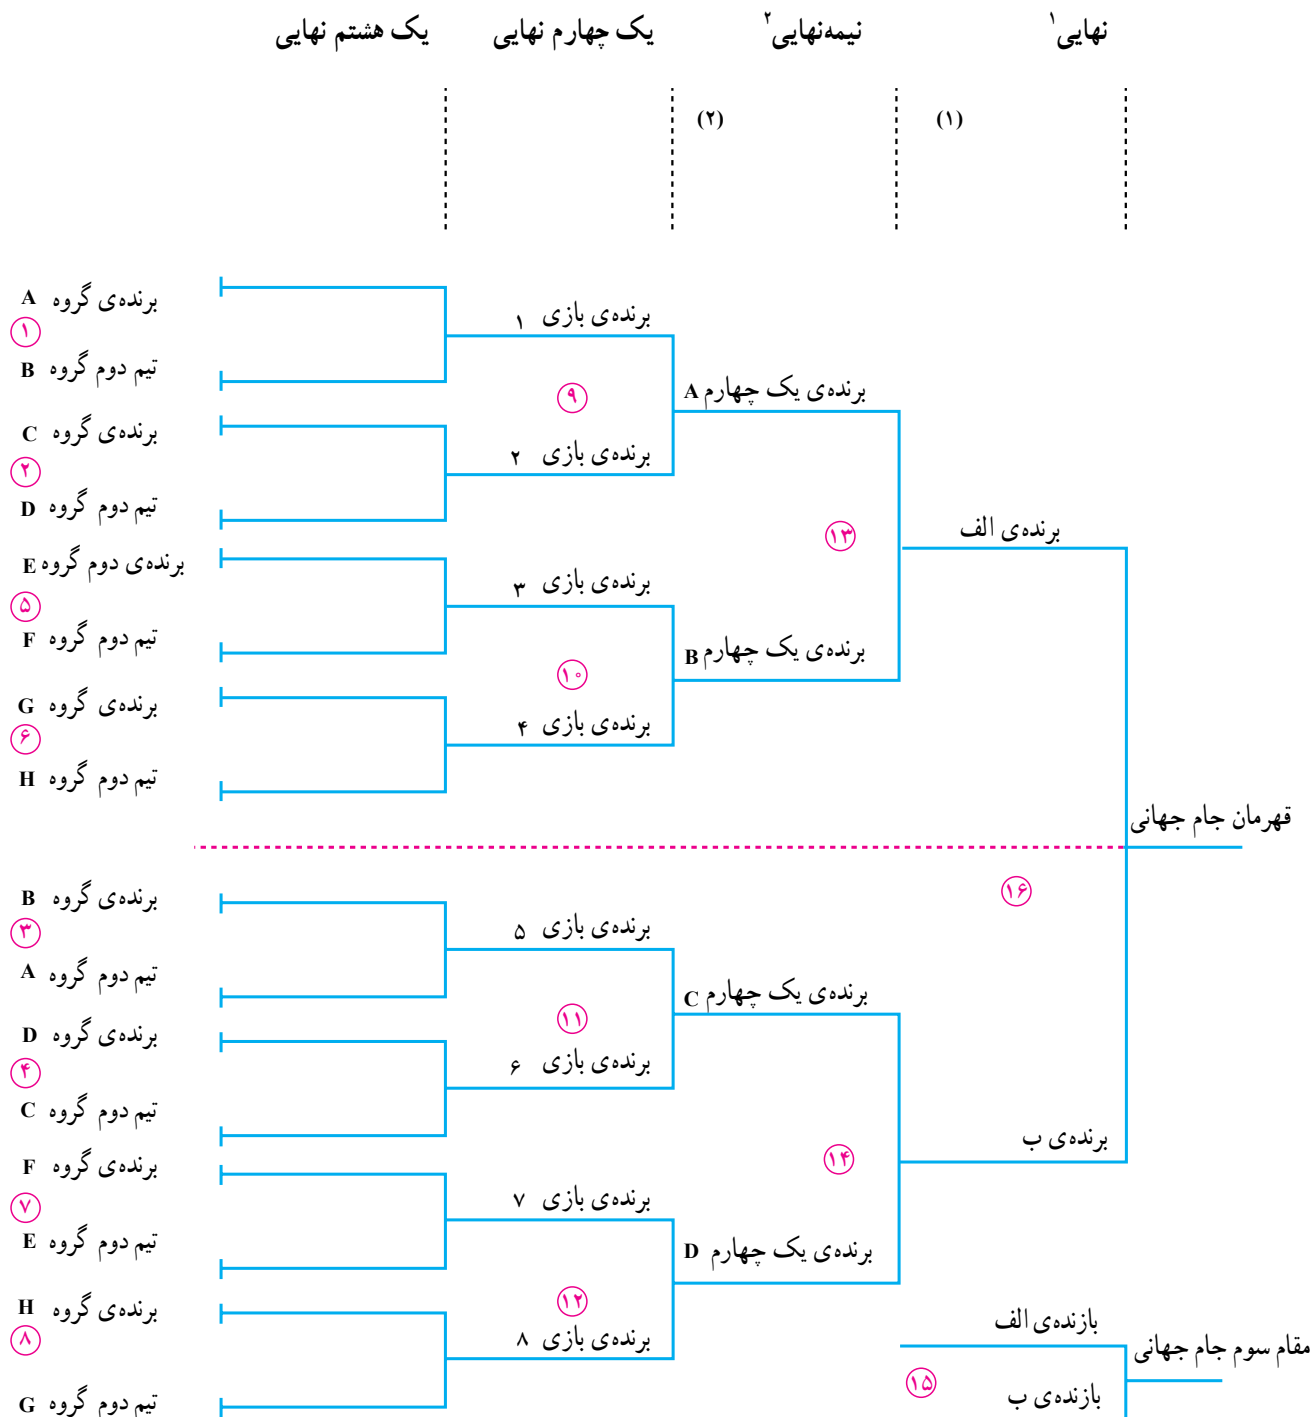 نهایی۱ نیمه‌نهایی۲ یک چهارم نهایی یک هشتم نهایی
(۱) (۲)
برنده‌ی گروه A
۱
تیم دوم گروه B
برنده‌ی گروه C
۲
تیم دوم گروه D
برنده‌ی دوم گروه E
۵
تیم دوم گروه F
برنده‌ی گروه G
۶
تیم دوم گروه H
برنده‌ی گروه B
۳
تیم دوم گروه A
برنده‌ی گروه D
۴
تیم دوم گروه C
برنده‌ی گروه F
۷
تیم دوم گروه E
برنده‌ی گروه H
۸
تیم دوم گروه G
برنده‌ی بازی ۱
۹
برنده‌ی بازی ۲
برنده‌ی بازی ۳
۱۰
برنده‌ی بازی ۴
برنده‌ی بازی ۵
۱۱
برنده‌ی بازی ۶
برنده‌ی بازی ۷
۱۲
برنده‌ی بازی ۸
برنده‌ی یک چهارم A
۱۳
برنده‌ی یک چهارم B
برنده‌ی یک چهارم C
۱۴
برنده‌ی یک چهارم D
برنده‌ی الف
۱۶
برنده‌ی ب
قهرمان جام جهانی
بازنده‌ی الف
۱۵
بازنده‌ی ب
مقام سوم جام جهانی